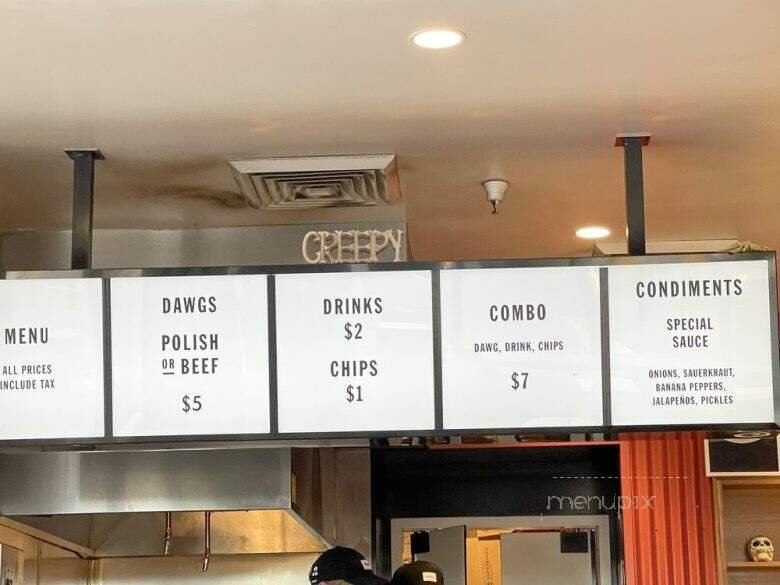 CREEPY
MENU
ALL PRICES
INCLUDE TAX
DAWGS
POLISH
OR BEEF
$5
DRINKS
$2
CHIPS
$1
COMBO
DAWG, DRINK, CHIPS
$7
CONDIMENTS
SPECIAL
SAUCE
ONIONS, SAUERKRAUT,
BANANA PEPPERS,
JALAPEÑOS, PICKLES
menupix